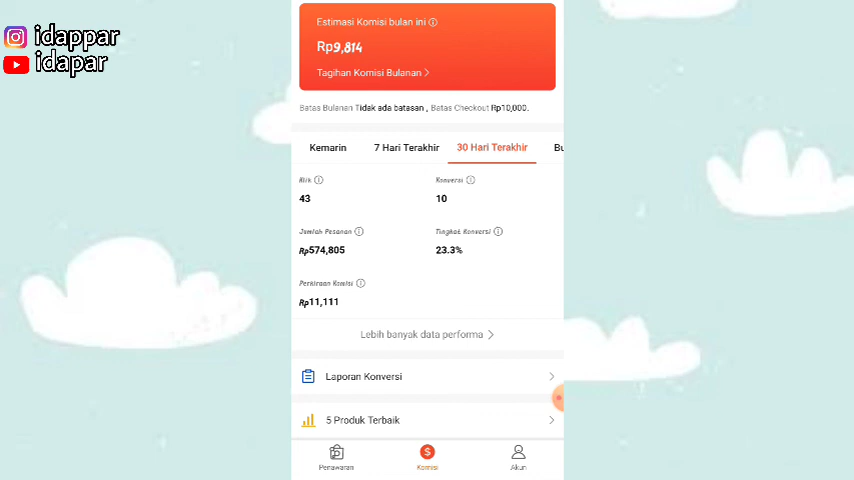 idappar
idapar
Estimasi Komisi bulan ini
Rp9,814
Tagihan Komisi Bulanan >
Batas Bulanan Tidak ada batasan , Batas Checkout Rp10,000.
Kemarin 7 Hari Terakhir 30 Hari Terakhir Bu
Klik Konversi
43 10
Jumlah Pesanan Tingkat Konversi
Rp574,805 23.3%
Perkiraan Komisi
Rp11,111
Lebih banyak data performa >
Laporan Konversi >
5 Produk Terbaik >
Penawaran Komisi Akun